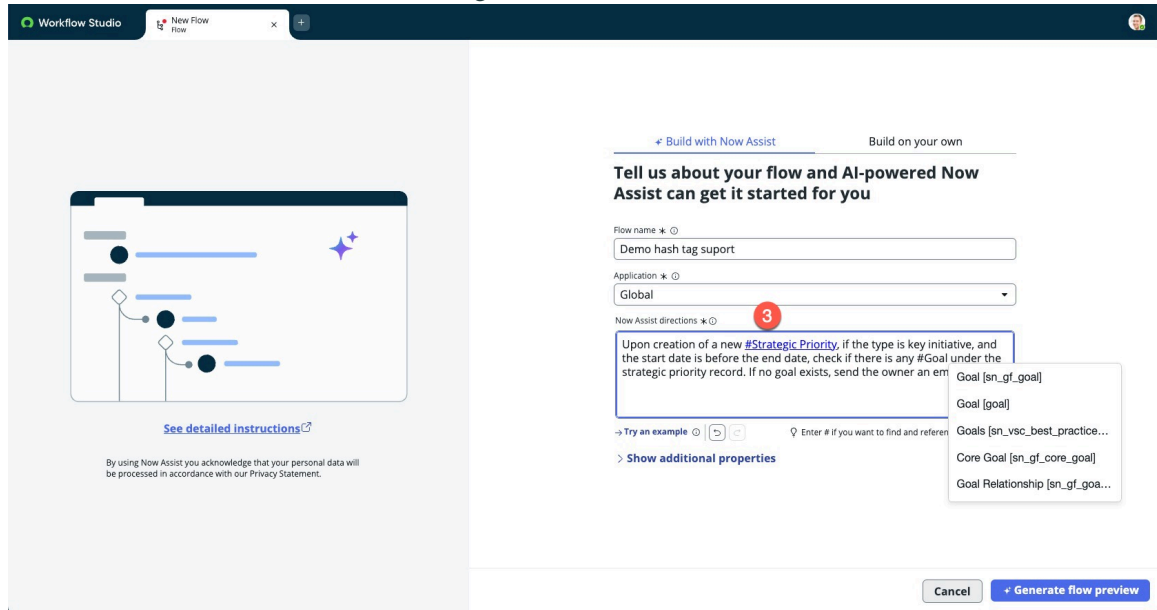 Workflow Studio
New Flow
Flow
Build with Now Assist
Build on your own
Tell us about your flow and AI-powered Now
Assist can get it started for you
Flow name
Demo hash tag suport
Application
Global
Now Assist directions
3
Upon creation of a new #Strategic Priority, if the type is key initiative, and
the start date is before the end date, check if there is any #Goal under the
strategic priority record. If no goal exists, send the owner an
Goal [sn_gf_goal]
Goal [goal]
Goals [sn_vsc_best_practice...
Core Goal [sn_gf_core_goal]
Goal Relationship [sn_gf_goa...
Try an example
Enter # if you want to find and
Show additional properties
See detailed instructions
By using Now Assist you acknowledge that your personal data will
be processed in accordance with our Privacy Statement.
Cancel
Generate flow preview